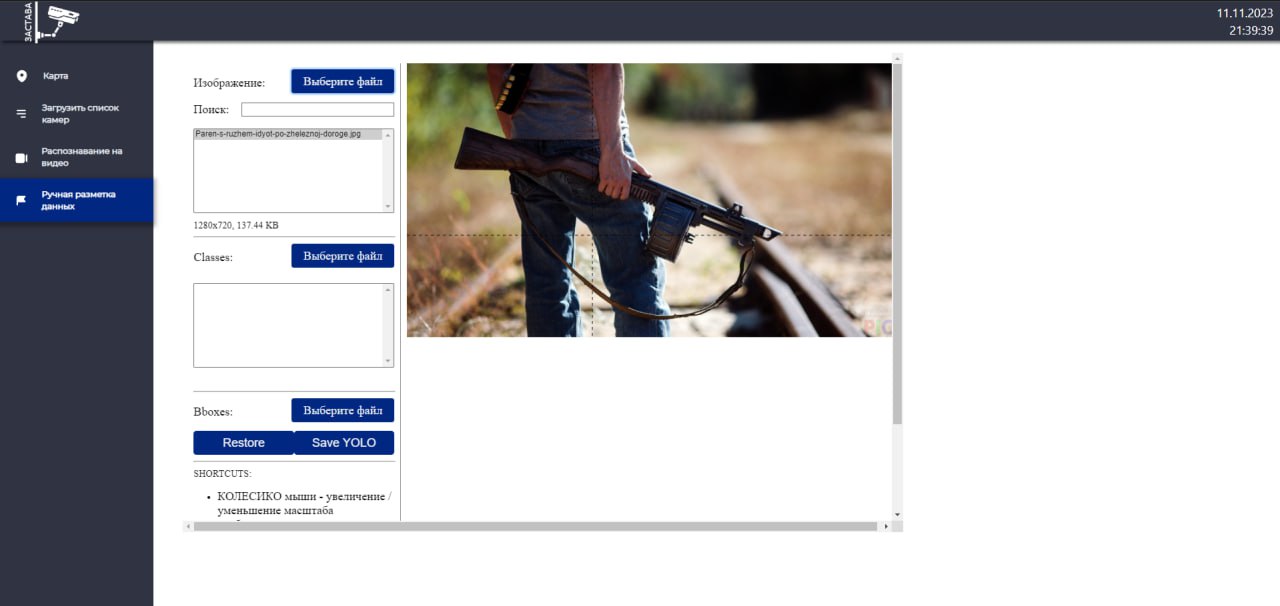 ЗАСТАВА
11.11.2023
21:39:39
Карта
Загрузить список
камер
Распознавание на
видео
Ручная разметка
данных
Изображение:
Выберите файл
Поиск:
Paren-s-ruzhem-idyot-po-zheleznoj-doroge.jpg
1280x720, 137.44 KB
Classes:
Выберите файл
Bboxes:
Выберите файл
Restore
Save YOLO
SHORTCUTS:
• КОЛЕСИКО мыши - увеличение /
уменьшение масштаба